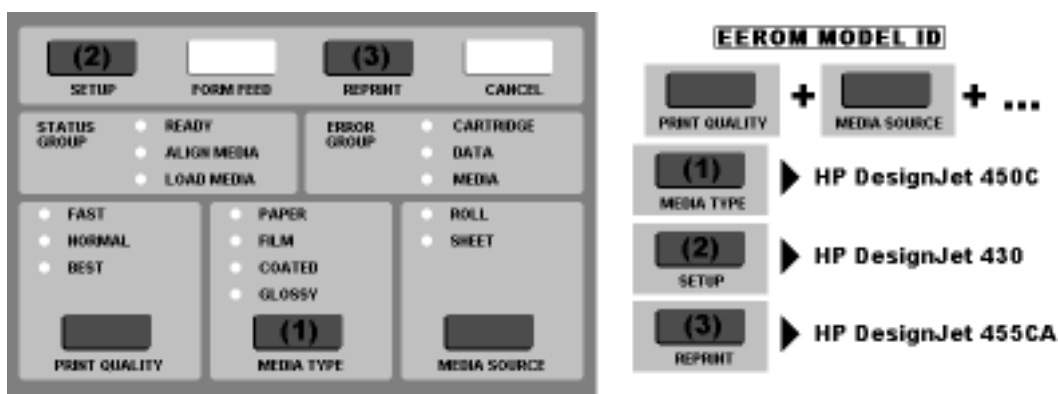 (2)
(3)
SETUP
FORM FEED
REPRINT
CANCEL
STATUS
GROUP
READY
ALIGN MEDIA
LOAD MEDIA
ERROR
GROUP
CARTRIDGE
DATA
MEDIA
FAST
NORMAL
BEST
PAPER
FILM
COATED
GLOSSY
ROLL
SHEET
(1)
PRINT QUALITY
MEDIA TYPE
MEDIA SOURCE
EEROM MODEL ID
+
+ ...
PRINT QUALITY
MEDIA SOURCE
(1)
MEDIA TYPE
HP DesignJet 450C
(2)
SETUP
HP DesignJet 430
(3)
REPRINT
HP DesignJet 455CA